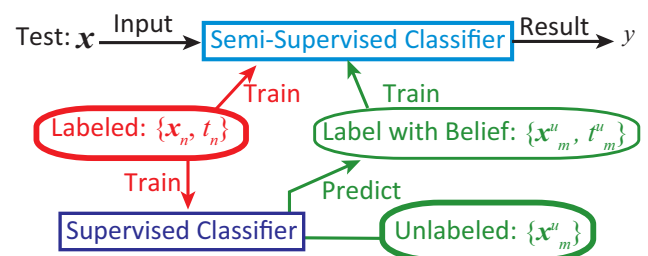 Test: x Input Semi-Supervised Classifier Result y
Train Train
Labeled: {xₙ, tₙ} Label with Belief: {xᵘₘ, tᵘₘ}
Train Predict
Supervised Classifier Unlabeled: {xᵘₘ}